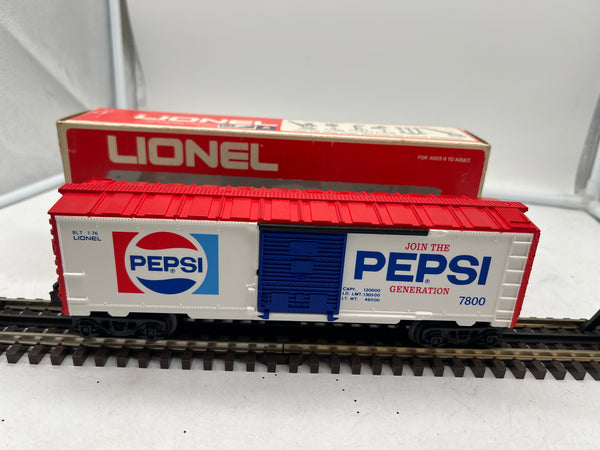 LIONEL
FOR AGES 8 TO ADULT.
BLT 1-76
LIONEL
PEPSI
JOIN THE
PEPSI®
GENERATION
CAPY. 120000
LD. LMT. 130500
LT. WT. 46500
7800